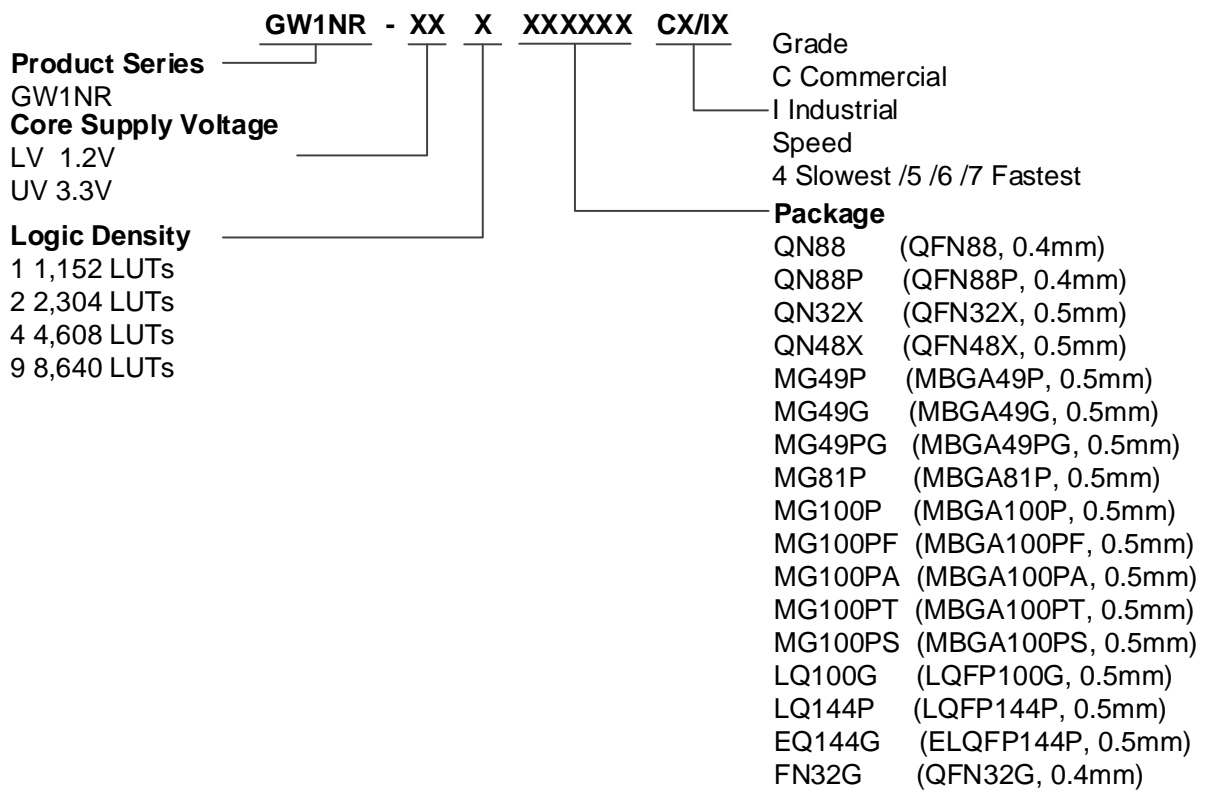 GW1NR - XX X XXXXXX CX/IX
Product Series
GW1NR
Core Supply Voltage
LV 1.2V
UV 3.3V
Logic Density
1 1,152 LUTs
2 2,304 LUTs
4 4,608 LUTs
9 8,640 LUTs
Grade
C Commercial
I Industrial
Speed
4 Slowest /5 /6 /7 Fastest
Package
QN88 (QFN88, 0.4mm)
QN88P (QFN88P, 0.4mm)
QN32X (QFN32X, 0.5mm)
QN48X (QFN48X, 0.5mm)
MG49P (MBGA49P, 0.5mm)
MG49G (MBGA49G, 0.5mm)
MG49PG (MBGA49PG, 0.5mm)
MG81P (MBGA81P, 0.5mm)
MG100P (MBGA100P, 0.5mm)
MG100PF (MBGA100PF, 0.5mm)
MG100PA (MBGA100PA, 0.5mm)
MG100PT (MBGA100PT, 0.5mm)
MG100PS (MBGA100PS, 0.5mm)
LQ100G (LQFP100G, 0.5mm)
LQ144P (LQFP144P, 0.5mm)
EQ144G (ELQFP144P, 0.5mm)
FN32G (QFN32G, 0.4mm)